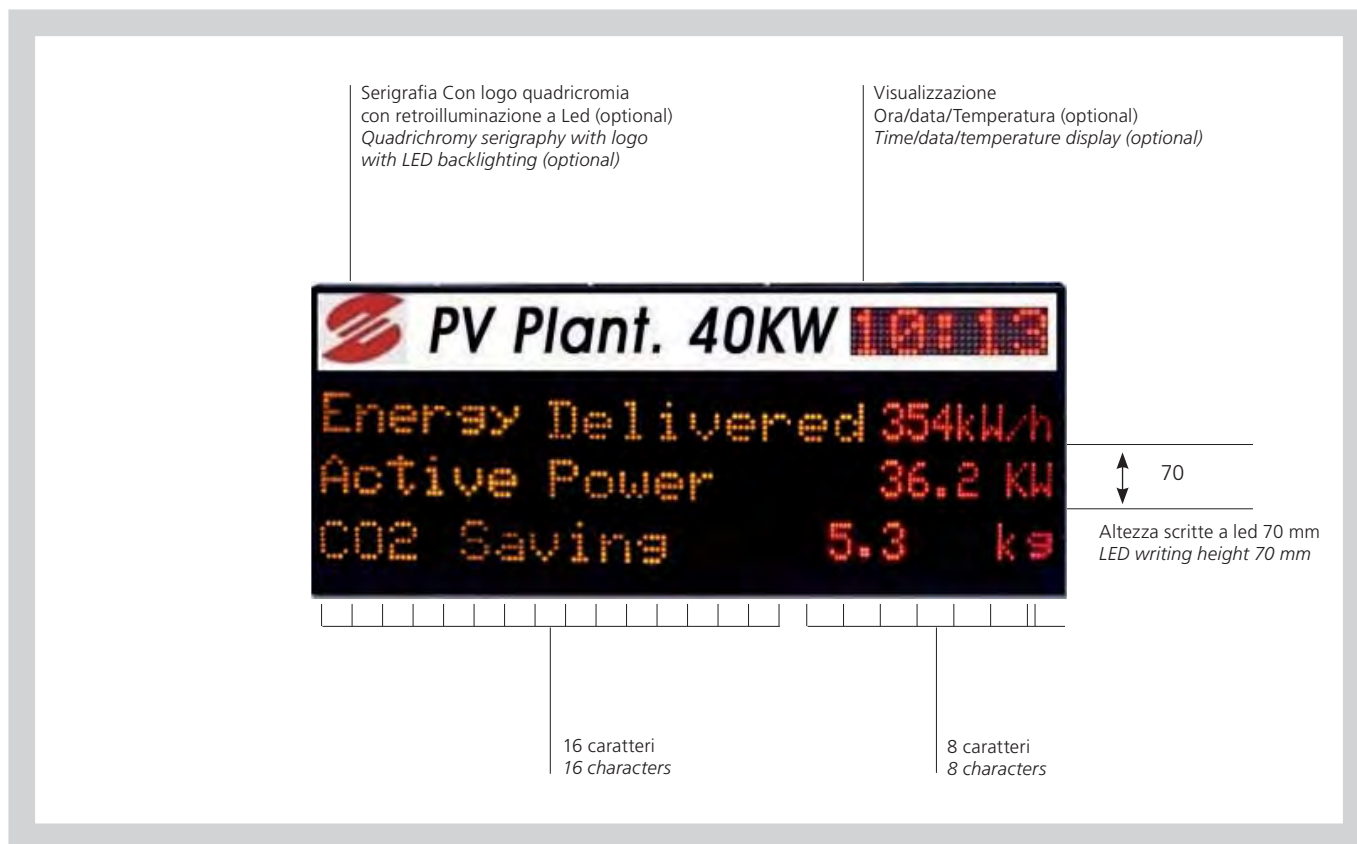 Serigrafia Con logo quadricromia
con retroilluminazione a Led (optional)
Quadrichromy serigraphy with logo
with LED backlighting (optional)
Visualizzazione
Ora/data/Temperatura (optional)
Time/data/temperature display (optional)
PV Plant. 40KW 10:13
Energy Delivered 354kW/h
Active Power 36.2 KW
CO2 Saving 5.3 kg
70
Altezza scritte a led 70 mm
LED writing height 70 mm
16 caratteri
16 characters
8 caratteri
8 characters